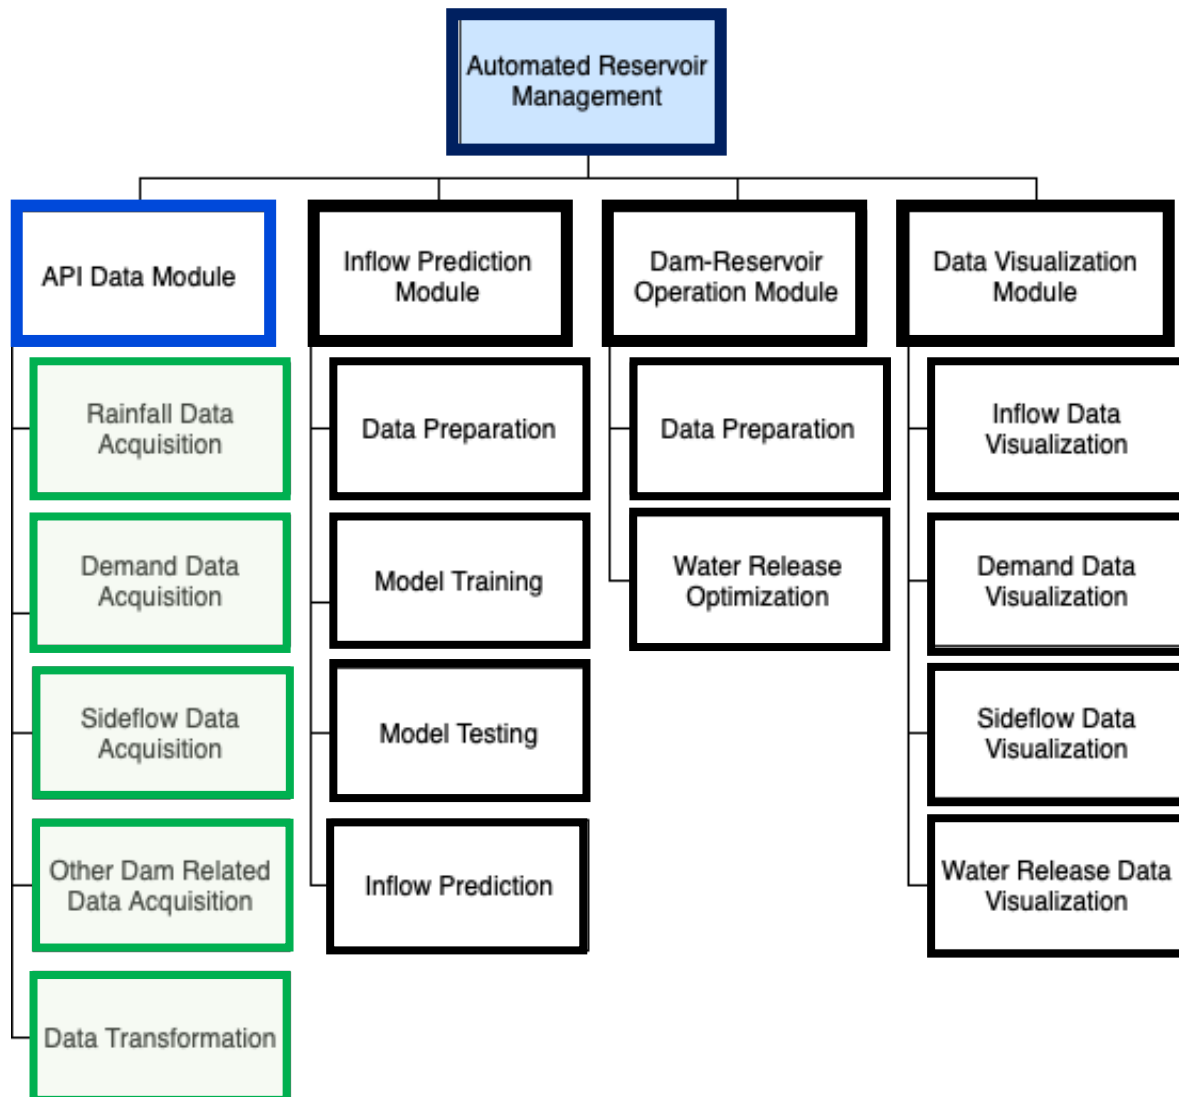 Automated Reservoir
Management
API Data Module
Inflow Prediction
Module
Dam-Reservoir
Operation Module
Data Visualization
Module
Rainfall Data
Acquisition
Demand Data
Acquisition
Sideflow Data
Acquisition
Other Dam Related
Data Acquisition
Data Transformation
Data Preparation
Model Training
Model Testing
Inflow Prediction
Data Preparation
Water Release
Optimization
Inflow Data
Visualization
Demand Data
Visualization
Sideflow Data
Visualization
Water Release Data
Visualization